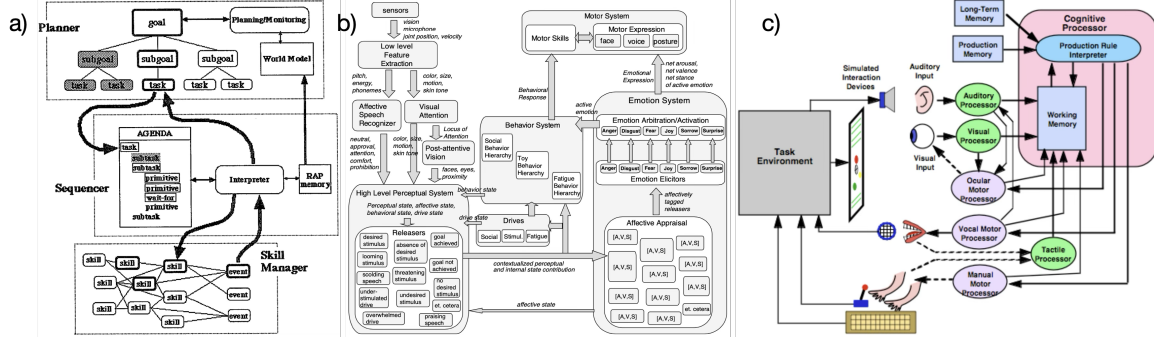 a)
Planner
goal
Planning/Monitoring
subgoal
subgoal
subgoal
World Model
task
task
task
task
task
AGENDA
task
subtask
subtask
primitive
primitive
wait-for
primitive
subtask
Sequencer
Interpreter
RAP
memory
Skill
Manager
skill
skill
skill
skill
skill
skill
skill
skill
event
event
event
b)
sensors
vision
microphone
joint position, velocity
Low level
Feature
Extraction
pitch,
energy,
phonemes
color, size,
motion,
skin tone
Affective
Speech
Recognizer
Visual
Attention
neutral,
approval,
attention,
comfort,
prohibition
color, size,
motion,
skin tone
Locus of
Attention
Post-attentive
Vision
faces, eyes,
proximity
High Level Perceptual System
Perceptual state, affective state,
behavioral state, drive state
Releasers
desired
stimulus
absence of
desired
stimulus
goal
achieved
looming
stimulus
goal not
achieved
scolding
speech
threatening
stimulus
no
desired
stimulus
under-
stimulated
drive
undesired
stimulus
et. cetera
overwhelmed
drive
praising
speech
Motor System
Motor Skills
Motor Expression
face
voice
posture
Behavioral
Response
Emotional
Expression
net arousal,
net valence
net stance
of active emotion
active
emotion
Behavior System
Social
Behavior
Hierarchy
Toy
Behavior
Hierarchy
Fatigue
Behavior
Hierarchy
behavior state
drive state
Drives
Social
Stimul.
Fatigue
Emotion System
Emotion Arbitration/Activation
Anger
Disgust
Fear
Joy
Sorrow
Surprise
Anger
Disgust
Fear
Joy
Sorrow
Surprise
Emotion Elicitors
affectively
tagged
releasers
Affective Appraisal
[A,V,S]
[A,V,S]
[A,V,S]
[A,V,S]
[A,V,S]
[A,V,S]
[A,V,S]
[A,V,S]
[A,V,S]
et. cetera
[A,V,S]
[A,V,S]
contextualized perceptual
and internal state contribution
affective state
c)
Long-Term
Memory
Production
Memory
Cognitive
Processor
Production Rule
Interpreter
Working
Memory
Simulated
Interaction
Devices
Auditory
Input
Auditory
Processor
Visual
Processor
Visual Input
Task
Environment
Ocular
Motor
Processor
Vocal Motor
Processor
Tactile
Processor
Manual
Motor
Processor